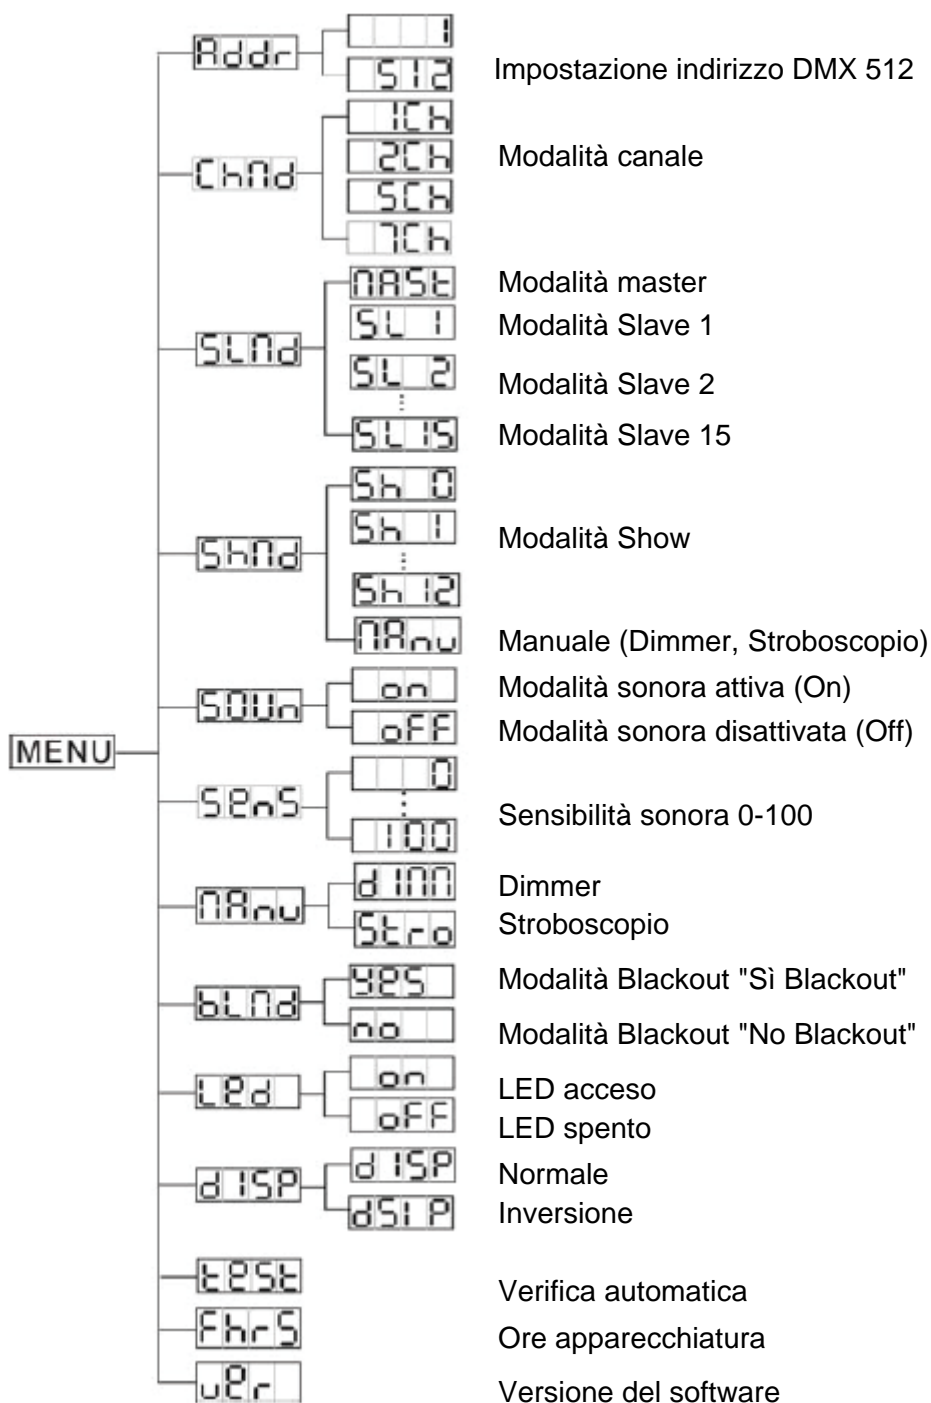 Addr
1
512
Impostazione indirizzo DMX 512
ChMd
1Ch
2Ch
5Ch
7Ch
Modalità canale
SLMd
MASt
Modalità master
SL 1
Modalità Slave 1
SL 2
Modalità Slave 2
SL15
Modalità Slave 15
ShMd
Sh 0
Sh 1
Modalità Show
Sh12
MAnu
Manuale (Dimmer, Stroboscopio)
SOUn
on
Modalità sonora attiva (On)
oFF
Modalità sonora disattivata (Off)
MENU
SenS
0
100
Sensibilità sonora 0-100
MAnu
dIMM
Dimmer
Stro
Stroboscopio
bLMd
yeS
Modalità Blackout "Sì Blackout"
no
Modalità Blackout "No Blackout"
Led
on
LED acceso
oFF
LED spento
dISP
dISP
Normale
dSIP
Inversione
teSt
Verifica automatica
FhrS
Ore apparecchiatura
ver
Versione del software